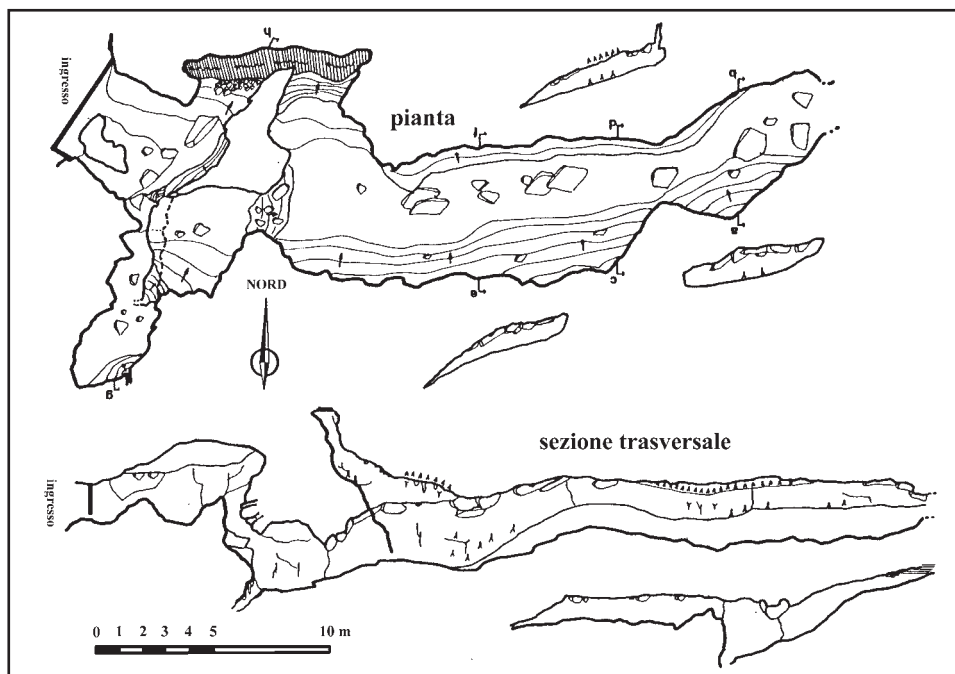 ingresso
pianta
NORD
sezione trasversale
ingresso
0 1 2 3 4 5 10 m